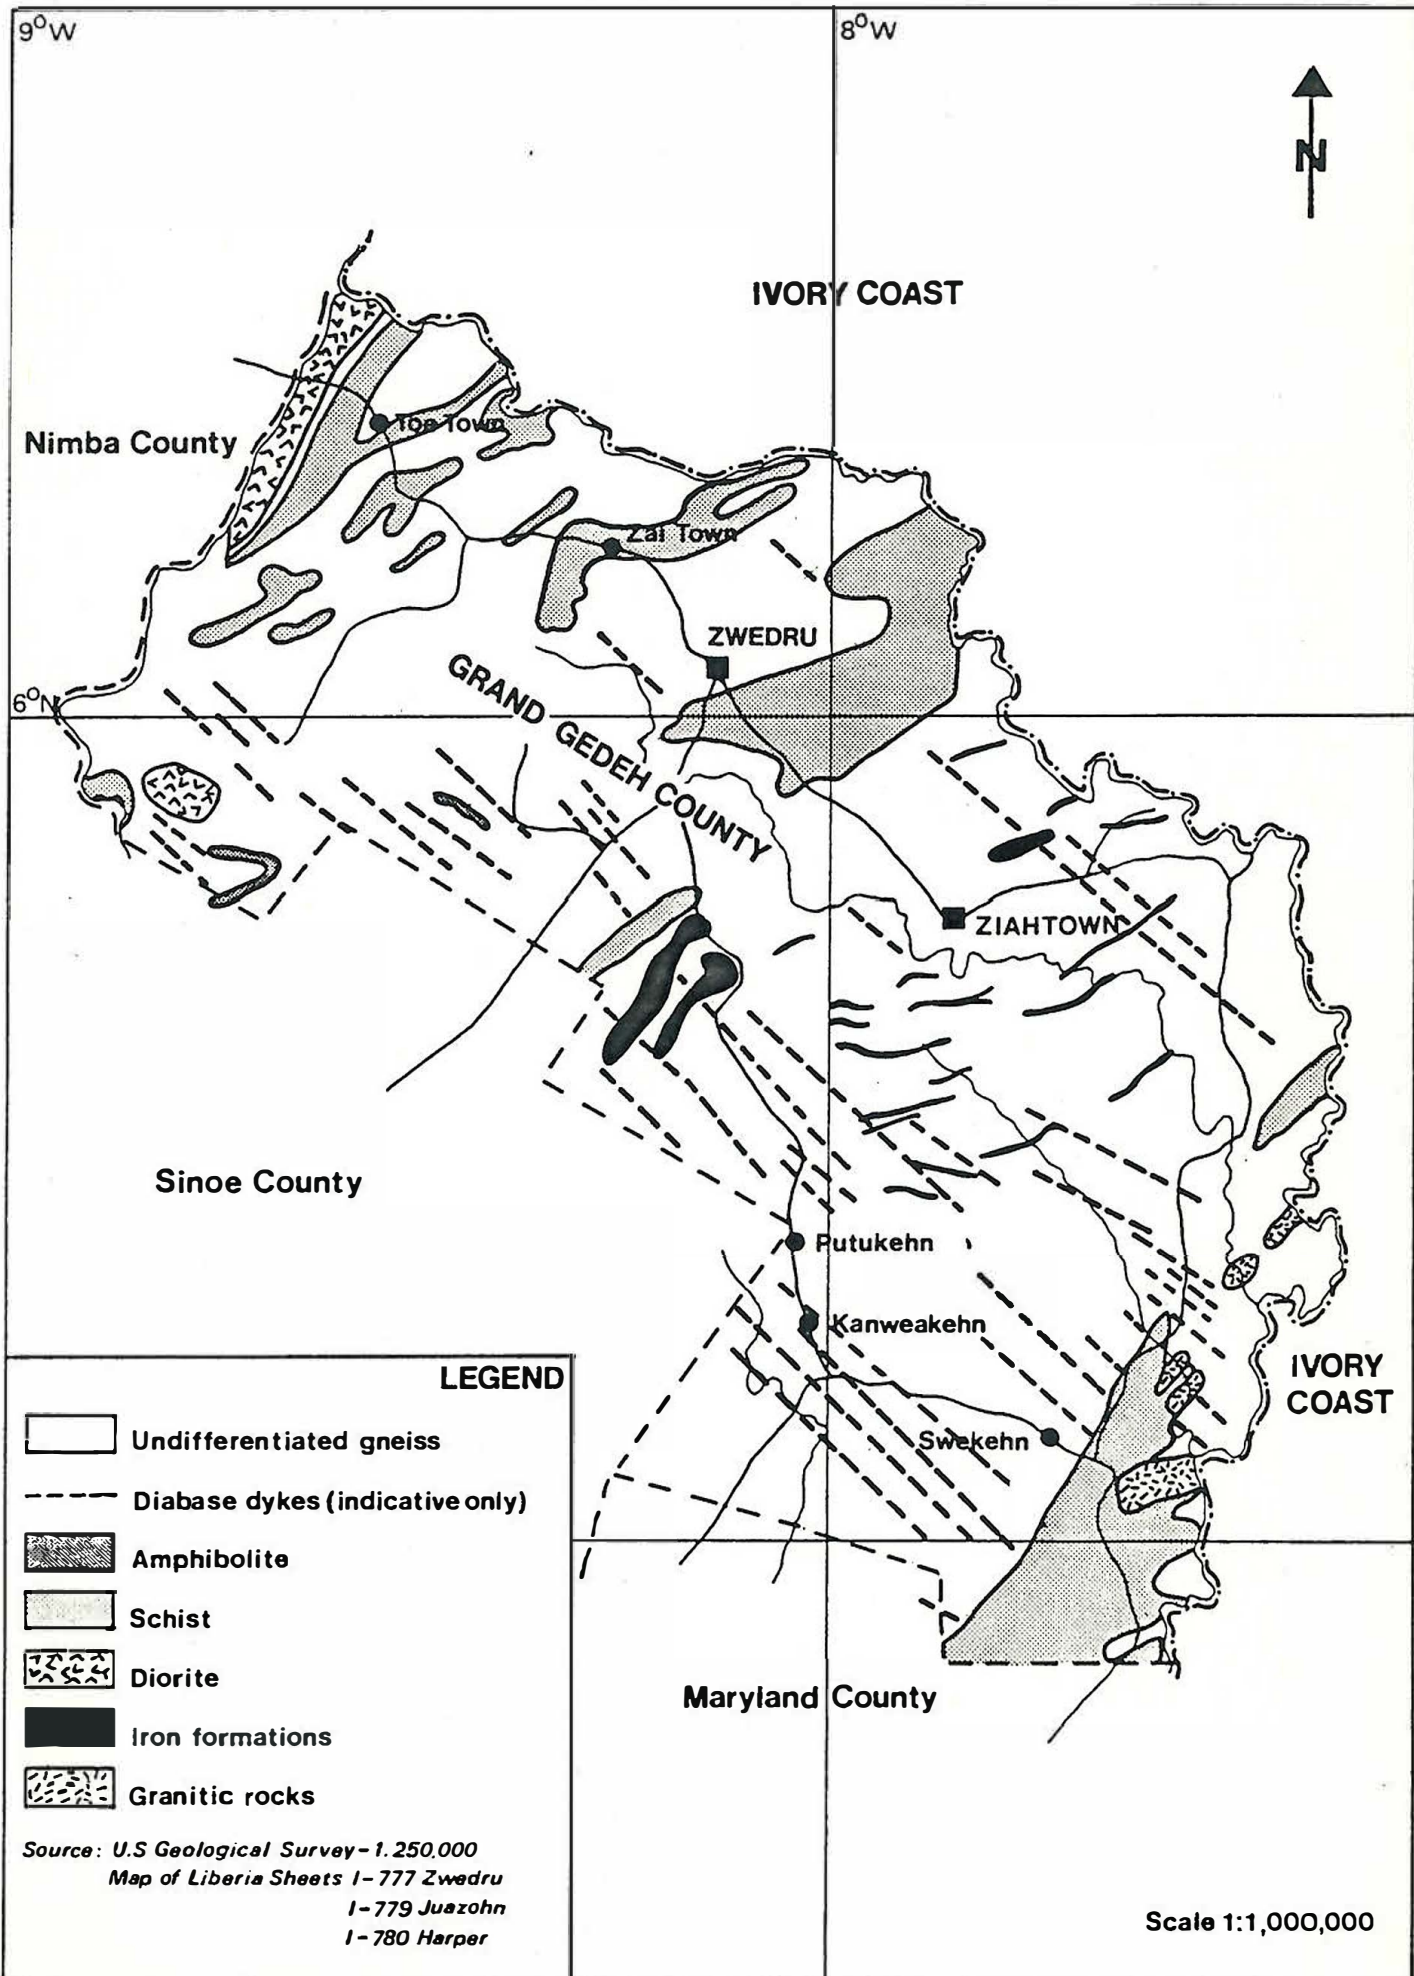 9°W
8°W
N
IVORY COAST
Nimba County
Toe Town
Zai Town
ZWEDRU
6°N
GRAND GEDEH COUNTY
ZIAHTOWN
Sinoe County
Putukehn
Kanweakehn
IVORY
COAST
Swekehn
Maryland County
LEGEND
Undifferentiated gneiss
Diabase dykes (indicative only)
Amphibolite
Schist
Diorite
Iron formations
Granitic rocks
Source: U.S Geological Survey - 1.250,000
Map of Liberia Sheets I-777 Zwedru
I-779 Juazohn
I-780 Harper
Scale 1:1,000,000